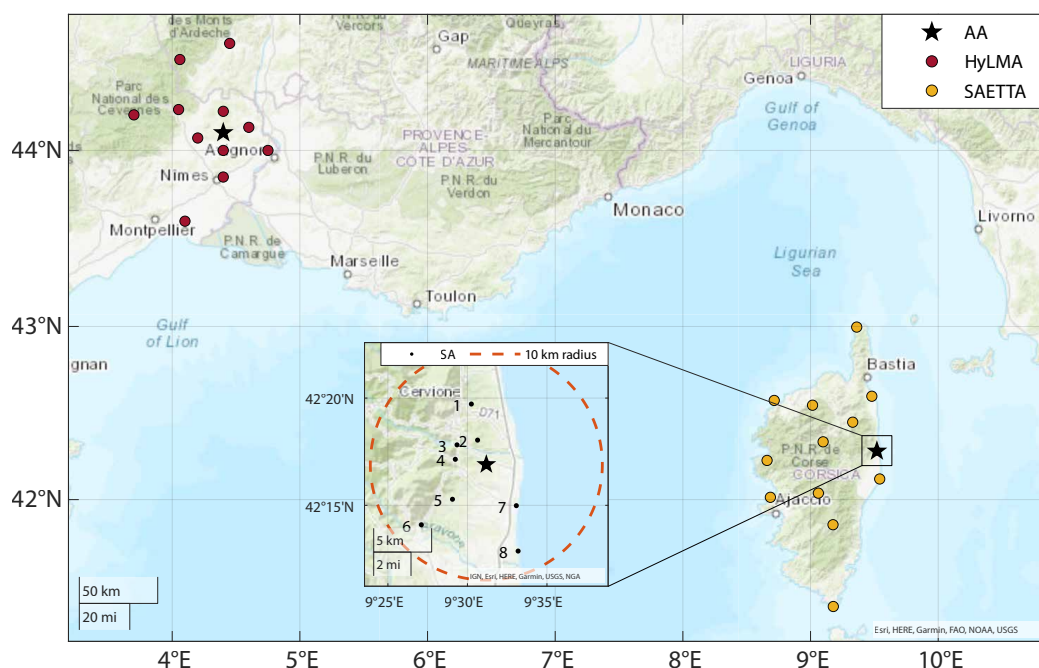 des Monts
d'Ardeche
Parc
National des
Cevennes
P.N.R. du
Vercors
Gap
Queyras
MARITIME ALPS
LIGURIA
Genoa
Gulf of
Genoa
AA
HyLMA
SAETTA
44°N
Avignon
Nîmes
Montpellier
P.N.R. de
Camargue
P.N.R. du
Luberon
PROVENCE-
ALPES-
CÔTE D'AZUR
P.N.R. du
Verdon
Parc
National du
Mercantour
Monaco
Livorno
Marseille
Toulon
Ligurian
Sea
43°N
Gulf
of Lion
gnan
Bastia
P.N.R. de
Corse
CORSICA
Ajaccio
42°N
SA
10 km radius
42°20'N
42°15'N
Cervione
D71
1
2
3
4
5
6
7
8
5 km
2 mi
IGN, Esri, HERE, Garmin, USGS, NGA
9°25'E
9°30'E
9°35'E
50 km
20 mi
Esri, HERE, Garmin, FAO, NOAA, USGS
4°E
5°E
6°E
7°E
8°E
9°E
10°E